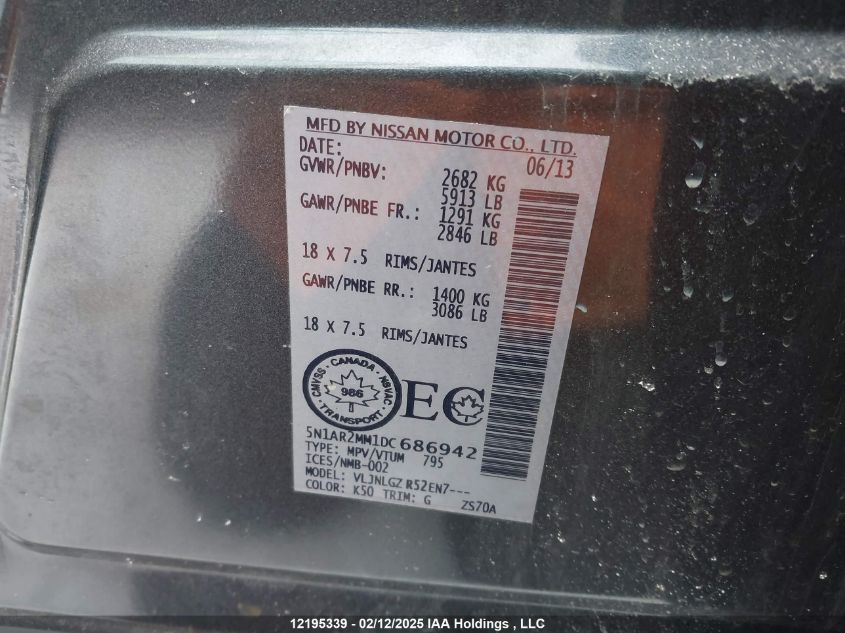 MFD BY NISSAN MOTOR CO., LTD.
DATE: 06/13
GVWR/PNBV: 2682 KG
5913 LB
GAWR/PNBE FR.: 1291 KG
2846 LB
18 X 7.5 RIMS/JANTES
GAWR/PNBE RR.: 1400 KG
3086 LB
18 X 7.5 RIMS/JANTES
CMVSS · CANADA · NSVAC
986
TRANSPORT
EC
5N1AR2MM1DC686942
TYPE: MPV/VTUM 795
ICES/NMB-002
MODEL: VLJNLGZ R52EN7---
COLOR: K50 TRIM: G ZS70A
12195339 - 02/12/2025 IAA Holdings , LLC